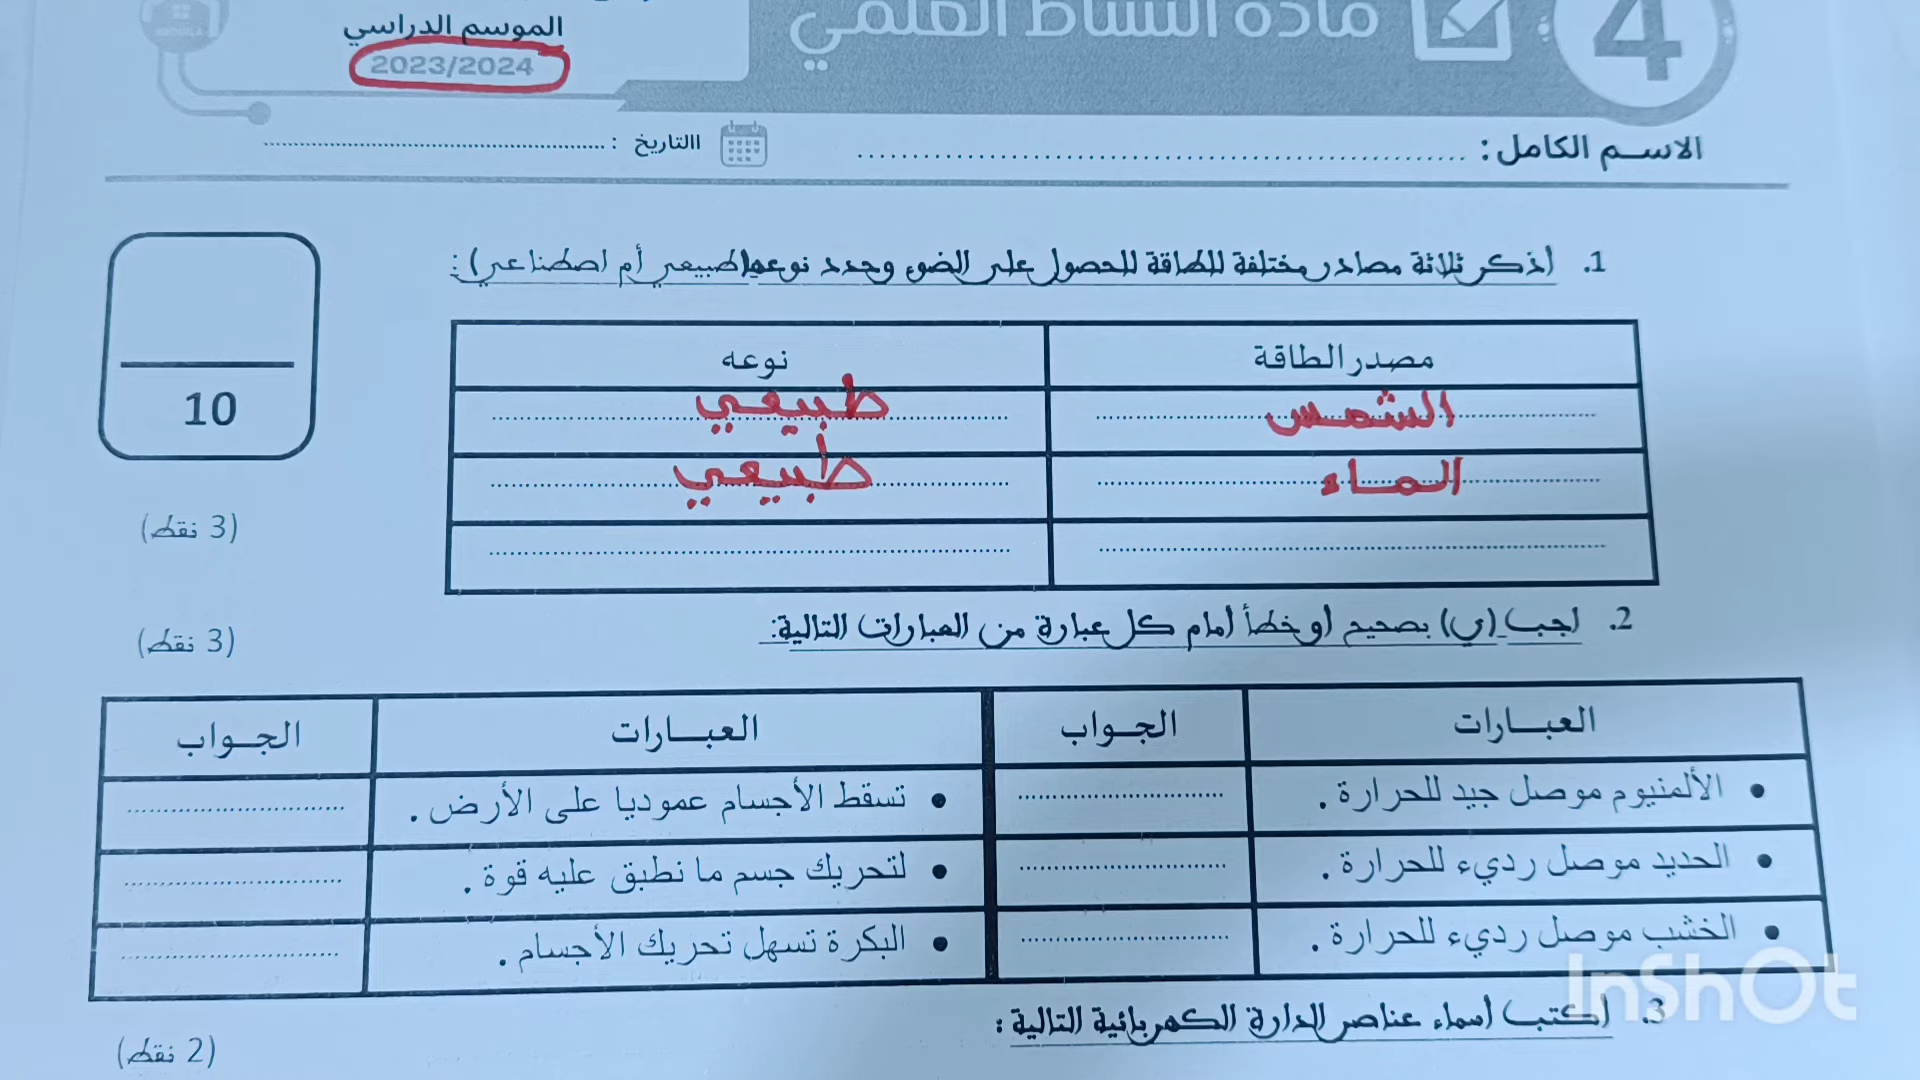 4
مادة النشاط العلمي
الموسم الدراسي
2023/2024
الاسم الكامل :
االتاريخ :
1. اذكر ثلاثة مصادر مختلفة للطاقة للحصول على الضوء وحدد نوعها(طبيعي أم اصطناعي) :
مصدر الطاقة نوعه
الشمس طبيعي
الماء طبيعي
10
(3 نقط)
2. اجب (ي) بصحيح أو خطأ أمام كل عبارة من العبارات التالية:
(3 نقط)
العبارات الجواب العبارات الجواب
• الألمنيوم موصل جيد للحرارة . • تسقط الأجسام عموديا على الأرض .
• الحديد موصل رديء للحرارة . • لتحريك جسم ما نطبق عليه قوة .
• الخشب موصل رديء للحرارة . • البكرة تسهل تحريك الأجسام .
3. اكتب أسماء عناصر الدارة الكهربائية التالية :
(2 نقط)
InShOt